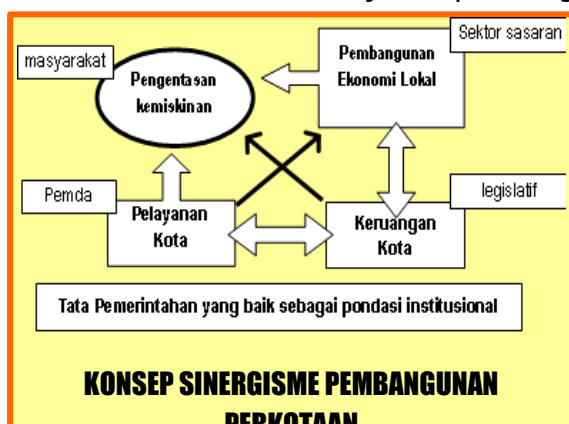 Sektor sasaran
masyarakat
Pembangunan
Ekonomi Lokal
Pengentasan
kemiskinan
Pemda
legislatif
Pelayanan
Kota
Keruangan
Kota
Tata Pemerintahan yang baik sebagai pondasi institusional
KONSEP SINERGISME PEMBANGUNAN
PERKOTAAN